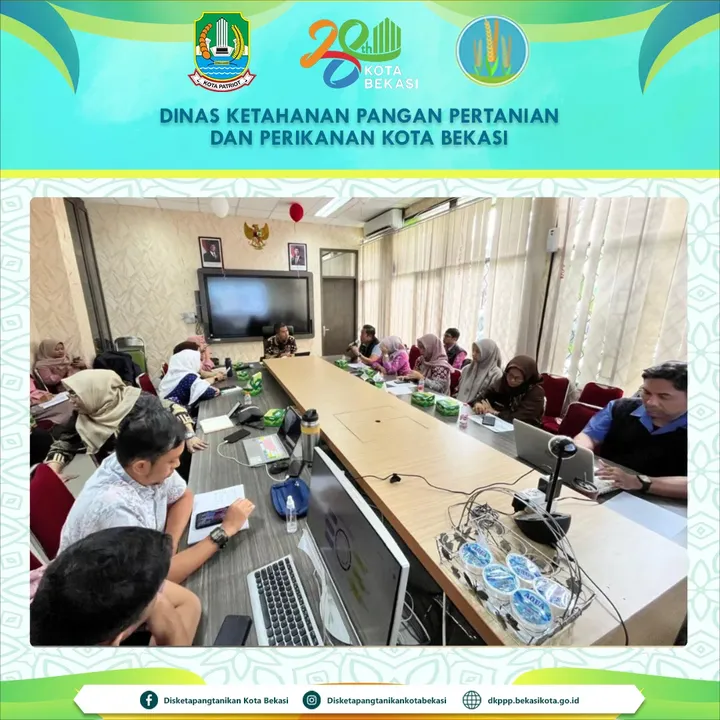 KOTA PATRIOT
28th
KOTA
BEKASI
DINAS KETAHANAN PANGAN PERTANIAN
DAN PERIKANAN KOTA BEKASI
AQUA
Disketapangtanikan Kota Bekasi
Disketapangtanikankotabekasi
dkppp.bekasikota.go.id